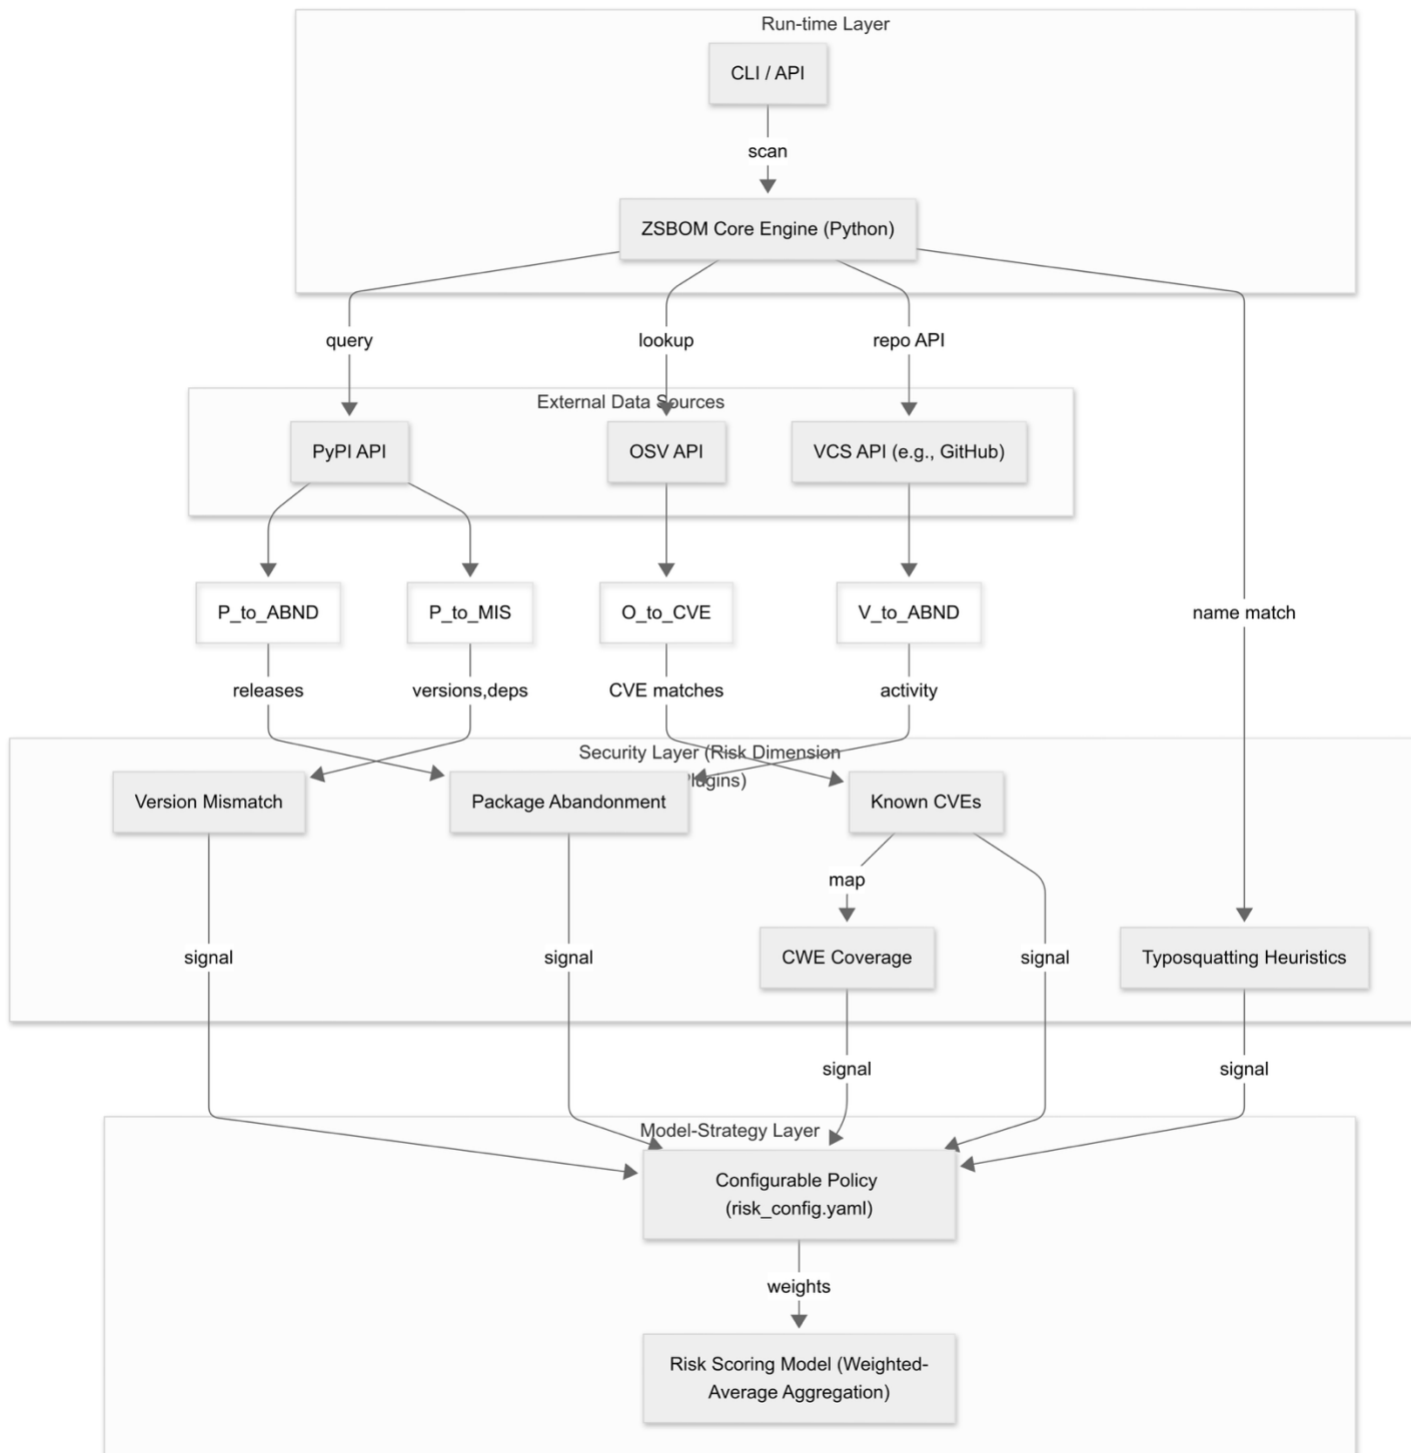 Run-time Layer
CLI / API
scan
ZSBOM Core Engine (Python)
query
lookup
repo API
External Data Sources
PyPI API
OSV API
VCS API (e.g., GitHub)
P_to_ABND
P_to_MIS
O_to_CVE
V_to_ABND
name match
releases
versions,deps
CVE matches
activity
Security Layer (Risk Dimension
Plugins)
Version Mismatch
Package Abandonment
Known CVEs
map
signal
signal
CWE Coverage
signal
Typosquatting Heuristics
signal
signal
Model-Strategy Layer
Configurable Policy
(risk_config.yaml)
weights
Risk Scoring Model (Weighted-
Average Aggregation)